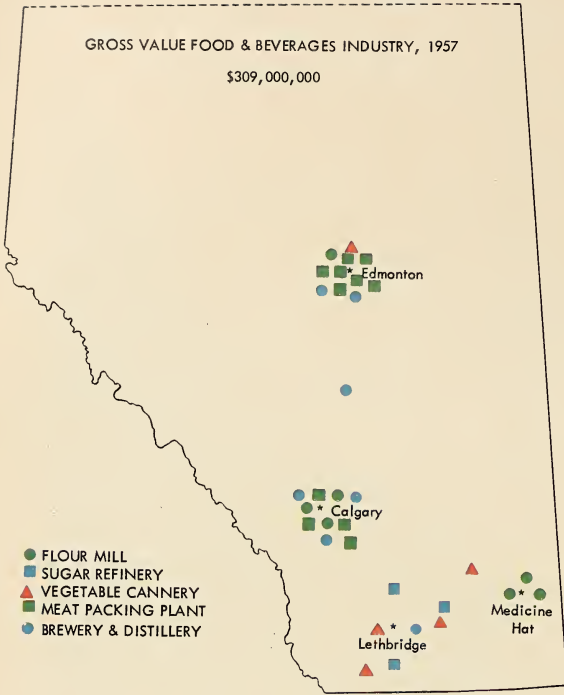 GROSS VALUE FOOD & BEVERAGES INDUSTRY, 1957
$309,000,000
Edmonton
Calgary
FLOUR MILL
SUGAR REFINERY
VEGETABLE CANNERY
MEAT PACKING PLANT
BREWERY & DISTILLERY
Medicine
Hat
Lethbridge